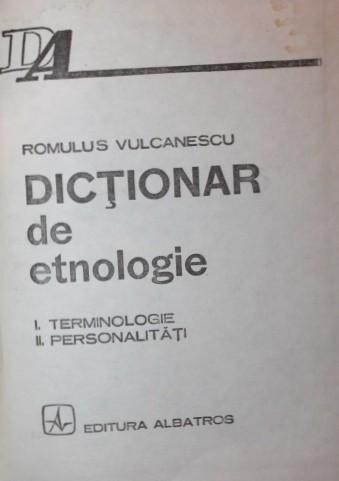 DA
ROMULUS VULCANESCU
DICŢIONAR
de
etnologie
I. TERMINOLOGIE
II. PERSONALITĂŢI
EDITURA ALBATROS